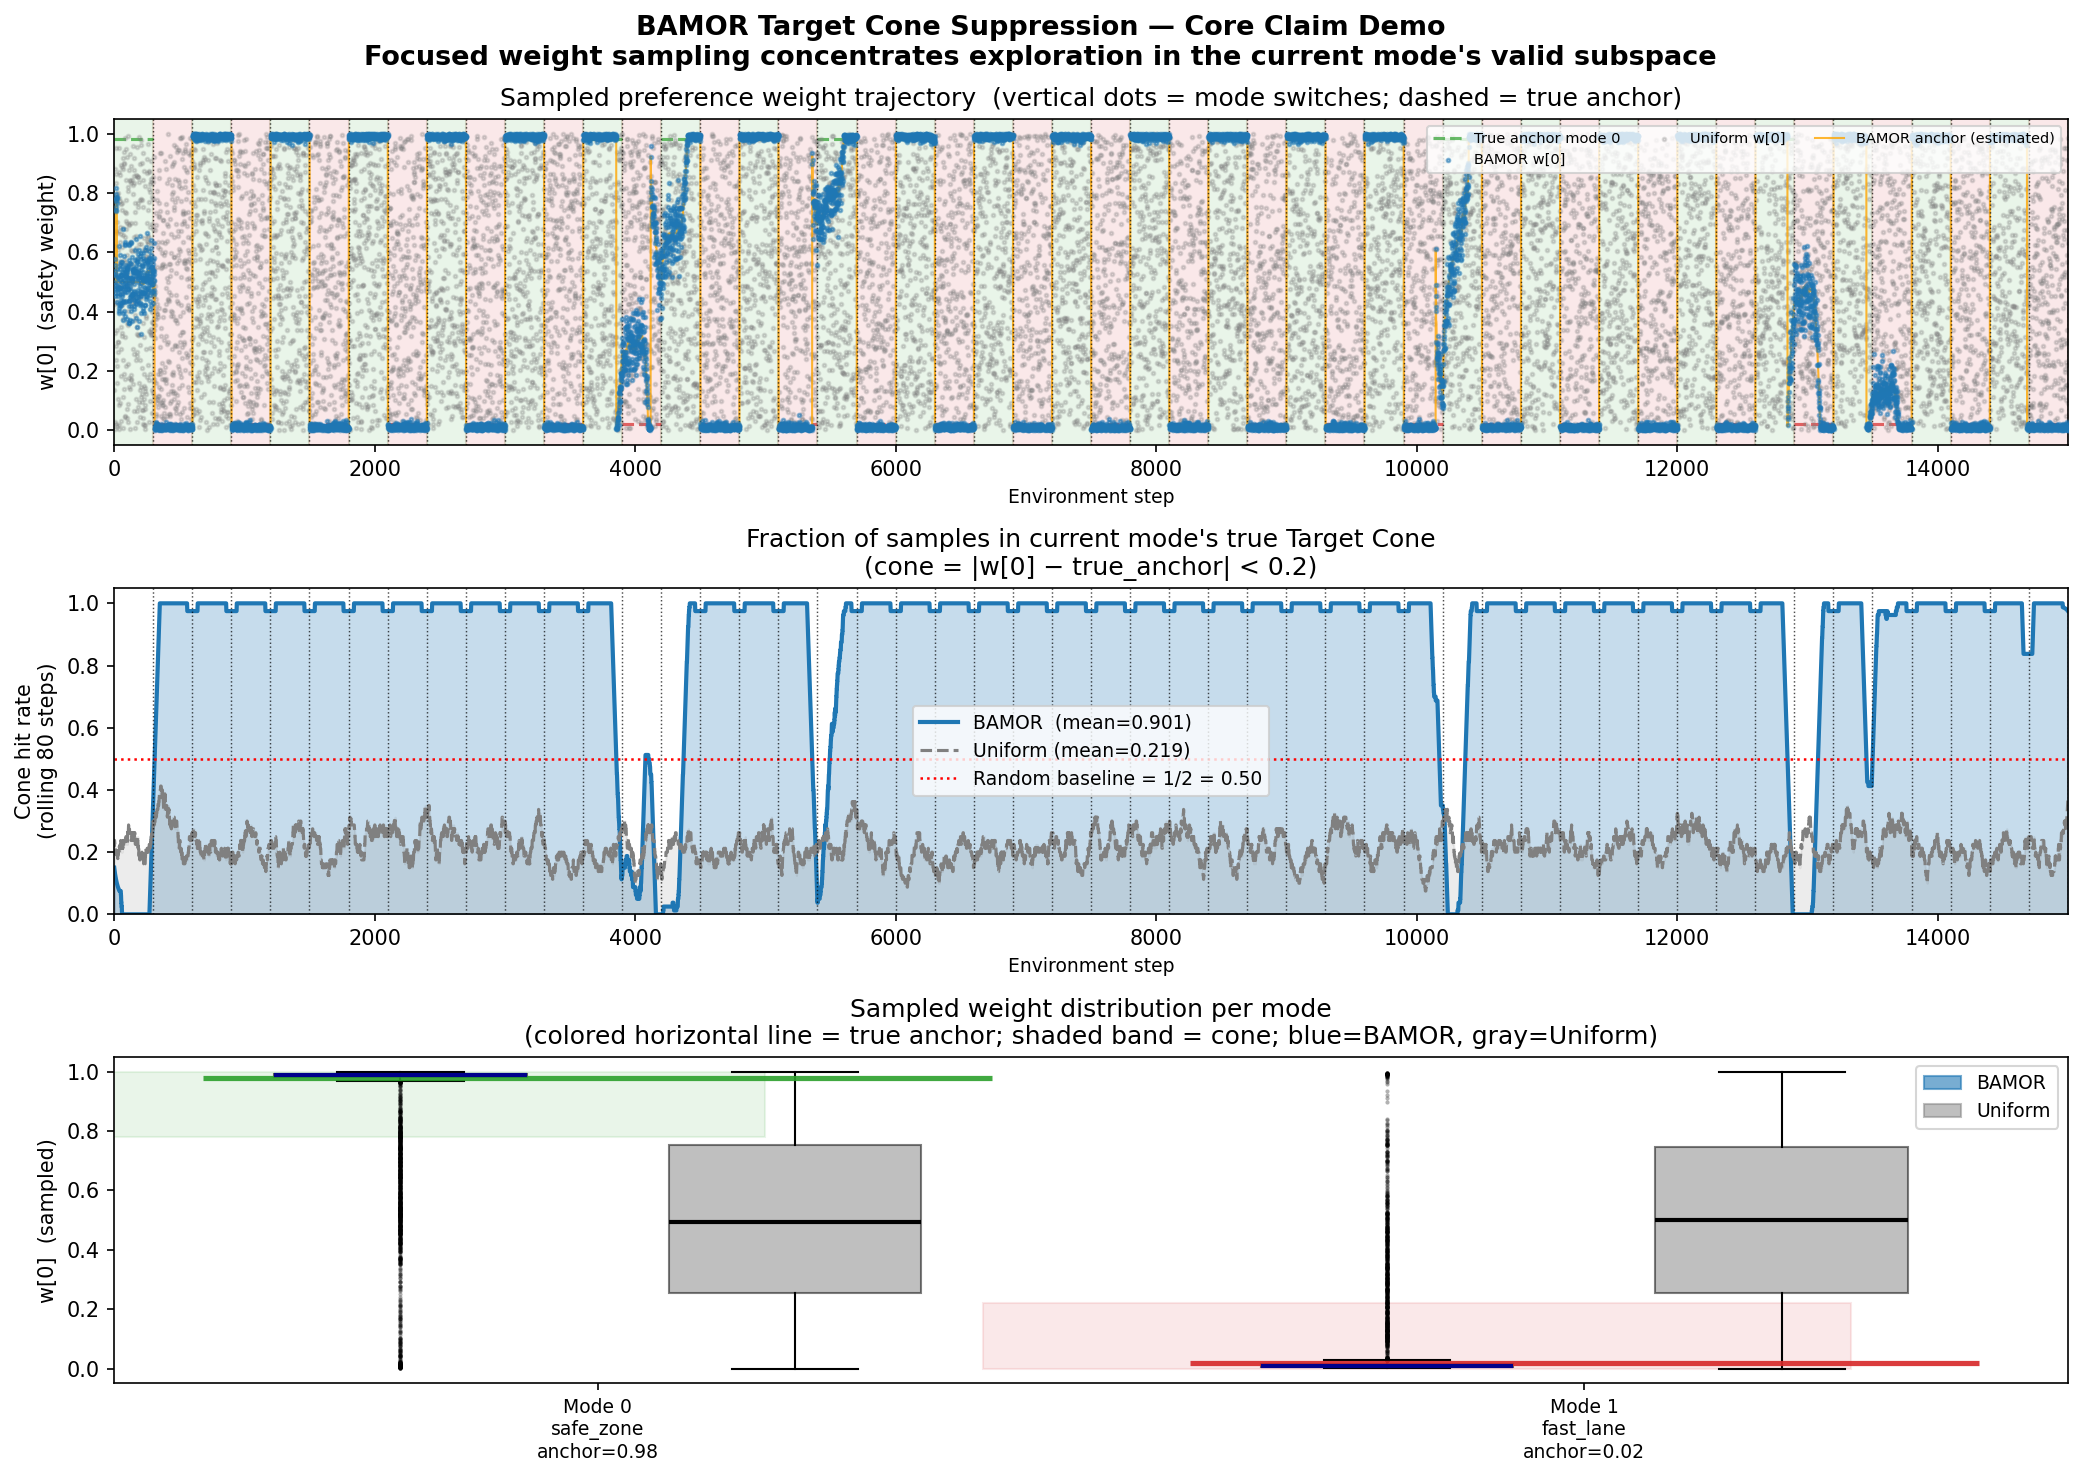 BAMOR Target Cone Suppression — Core Claim Demo
Focused weight sampling concentrates exploration in the current mode's valid subspace
Sampled preference weight trajectory  (vertical dots = mode switches; dashed = true anchor)
w[0]  (safety weight)
1.0
0.8
0.6
0.4
0.2
0.0
True anchor mode 0
BAMOR w[0]
Uniform w[0]
BAMOR anchor (estimated)
0 2000 4000 6000 8000 10000 12000 14000
Environment step
Fraction of samples in current mode's true Target Cone
(cone = |w[0] − true_anchor| < 0.2)
Cone hit rate
(rolling 80 steps)
1.0
0.8
0.6
0.4
0.2
0.0
BAMOR  (mean=0.901)
Uniform (mean=0.219)
Random baseline = 1/2 = 0.50
0 2000 4000 6000 8000 10000 12000 14000
Environment step
Sampled weight distribution per mode
(colored horizontal line = true anchor; shaded band = cone; blue=BAMOR, gray=Uniform)
w[0]  (sampled)
1.0
0.8
0.6
0.4
0.2
0.0
BAMOR
Uniform
Mode 0
safe_zone
anchor=0.98
Mode 1
fast_lane
anchor=0.02